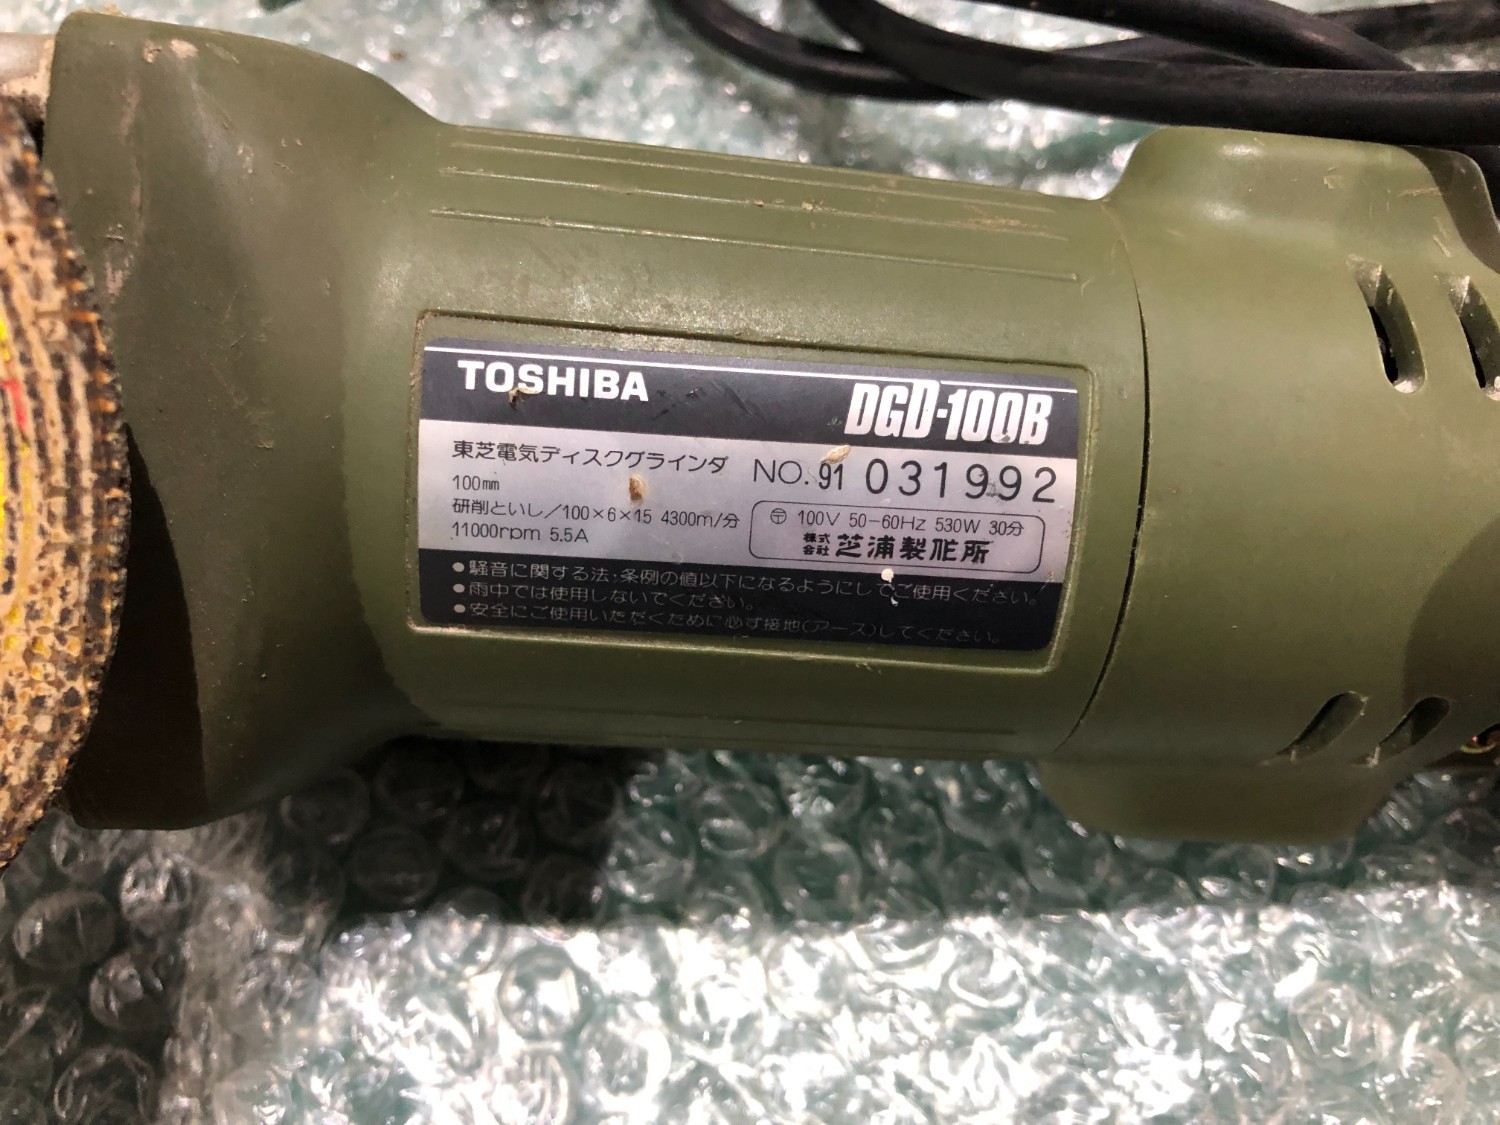 TOSHIBA
DGD-100B
東芝電気ディスクグラインダ
NO. 91 031992
100mm
研削といし/100×6×15 4300m/分
11000rpm 5.5A
〶 100V 50-60Hz 530W 30分
株式会社 芝浦製作所
●騒音に関する法・条例の値以下になるようにしてご使用ください。
●雨中では使用しないでください。
●安全にご使用いただくために必ず接地(アース)してください。